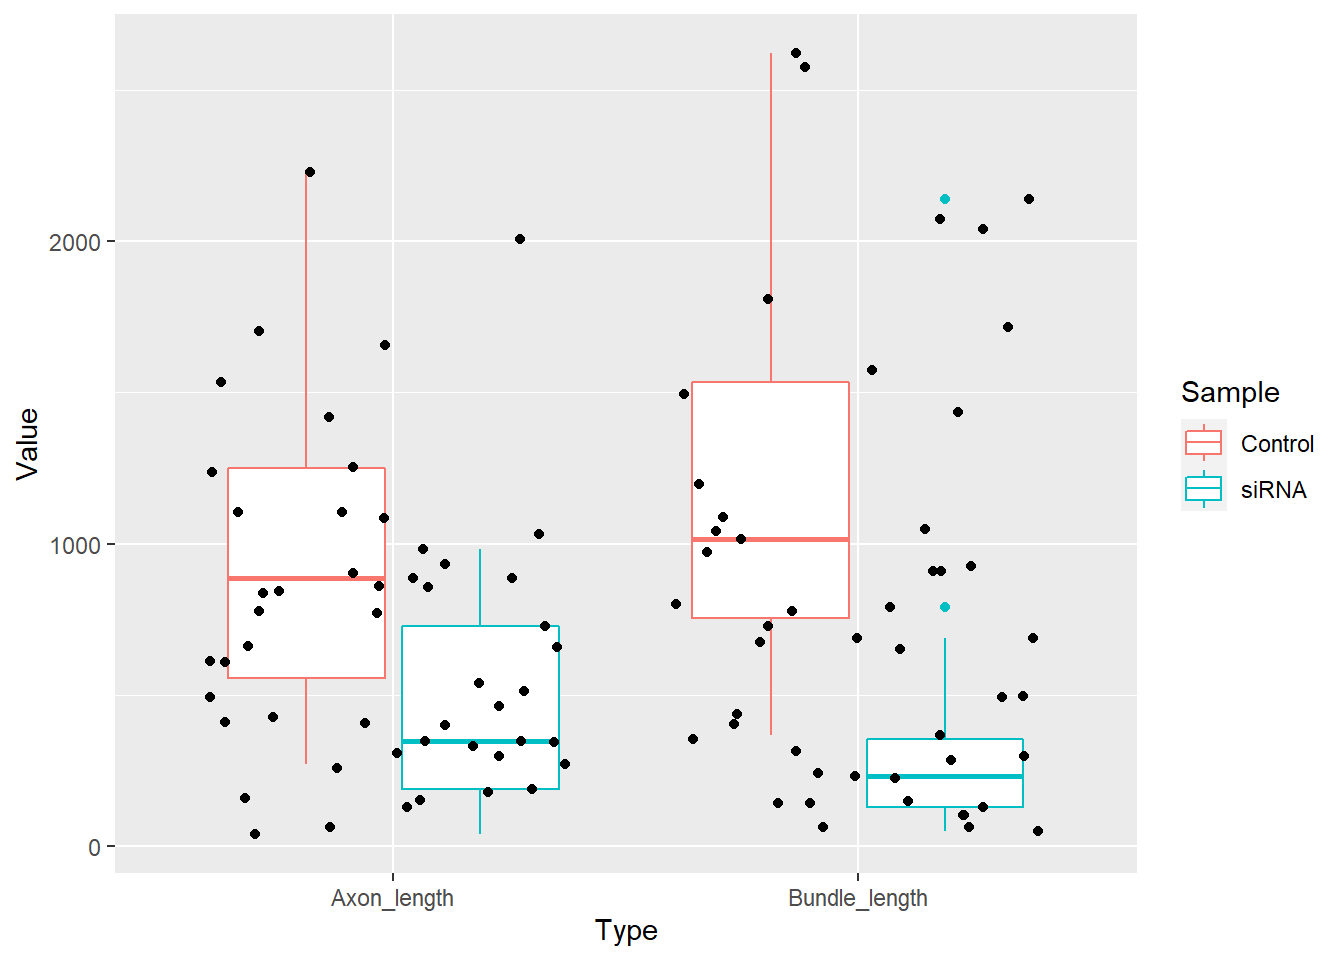 Value
2000
1000
0
Axon_length
Bundle_length
Type
Sample
Control
siRNA